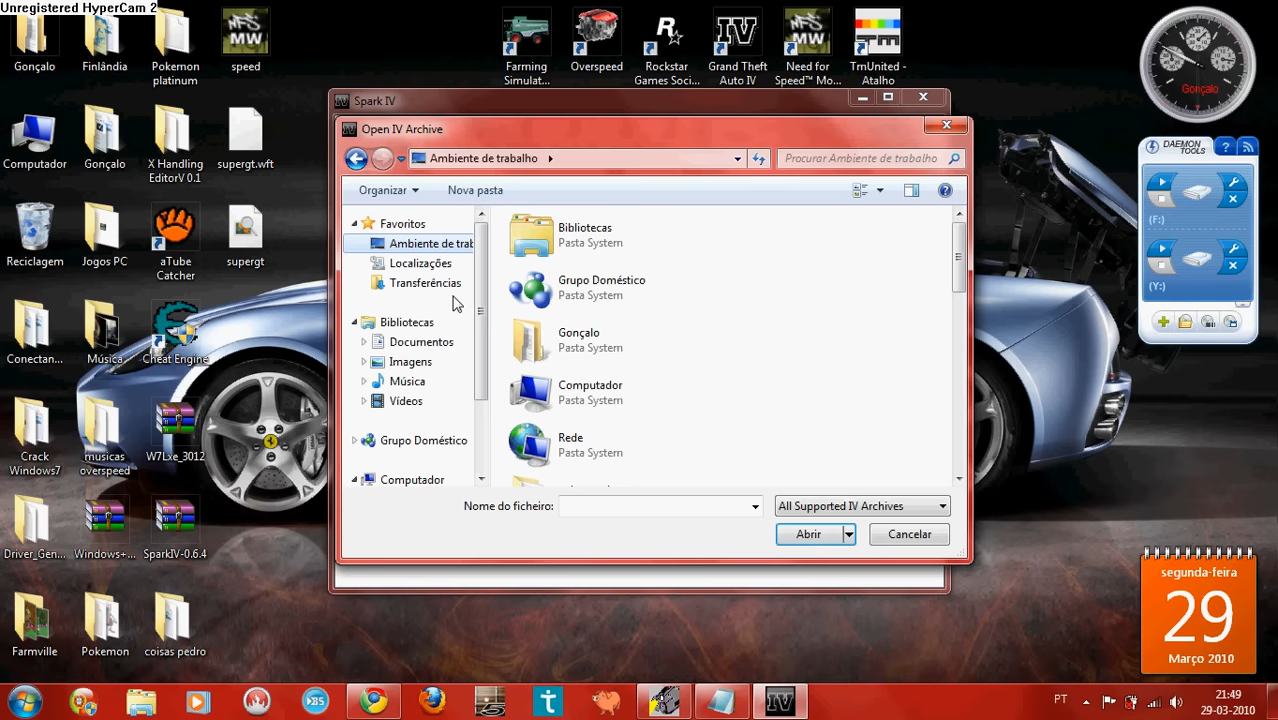 Unregistered HyperCam 2
Gonçalo
Finlândia
Pokemon
platinum
speed
Farming
Simulat...
Overspeed
Rockstar
Games Soci...
Grand Theft
Auto IV
Need for
Speed™ Mo...
TmUnited -
Atalho
Computador
Gonçalo
X Handling
EditorV 0.1
supergt.wft
Reciclagem
Jogos PC
aTube
Catcher
supergt
Conectan...
Música
Cheat Engine
Crack
Windows7
musicas
overspeed
W7Lxe_3012
Driver_Gen...
Windows+...
SparkIV-0.6.4
Farmville
Pokemon
coisas pedro
Spark IV
Open IV Archive
Ambiente de trabalho
Procurar Ambiente de trabalho
Organizar
Nova pasta
Favoritos
Ambiente de trab
Localizações
Transferências
Bibliotecas
Documentos
Imagens
Música
Vídeos
Grupo Doméstico
Computador
Bibliotecas
Pasta System
Grupo Doméstico
Pasta System
Gonçalo
Pasta System
Computador
Pasta System
Rede
Pasta System
Nome do ficheiro:
All Supported IV Archives
Abrir
Cancelar
Gonçalo
DAEMON
TOOLS
(F:)
(Y:)
segunda-feira
29
Março 2010
PT
21:49
29-03-2010